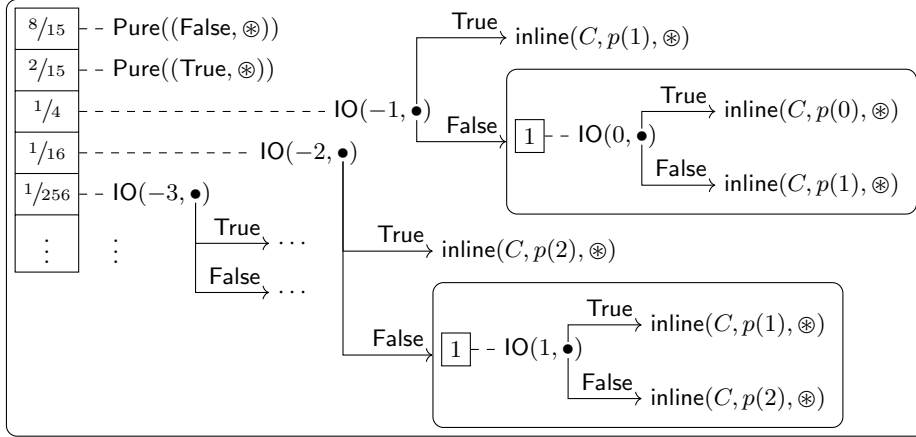 8/15 Pure((False, ⊛)) True inline(C, p(1), ⊛)
2/15 Pure((True, ⊛))
1/4 IO(−1, •) True inline(C, p(0), ⊛)
False 1 IO(0, •)
1/16 IO(−2, •)
1/256 IO(−3, •) False inline(C, p(1), ⊛)
⋮ ⋮ True ⋯ True inline(C, p(2), ⊛)
False ⋯
True inline(C, p(1), ⊛)
False 1 IO(1, •)
False inline(C, p(2), ⊛)